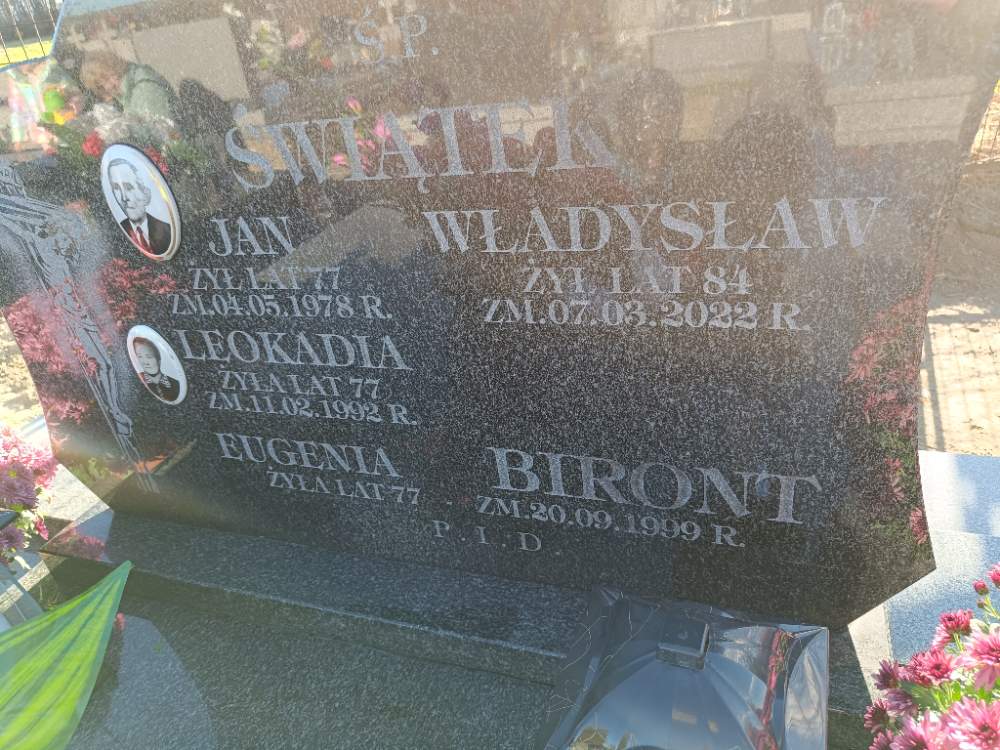 Ś.P.
ŚWIĄTEK
JAN
ŻYŁ LAT 77
ZM.04.05.1978 R.
WŁADYSŁAW
ŻYŁ LAT 84
ZM.07.03.2022 R.
LEOKADIA
ŻYŁA LAT 77
ZM.11.02.1992 R.
EUGENIA BIRONT
ŻYŁA LAT 77 ZM.20.09.1999 R.
P.I.D.